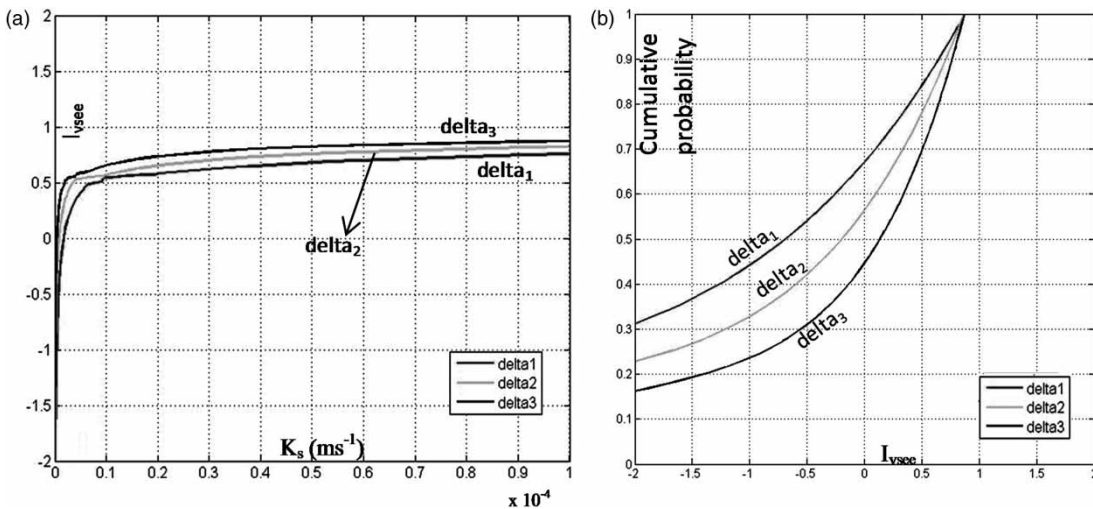 (a)
2
1.5
1
0.5
0
-0.5
-1
-1.5
-2
I_vsee
delta₃
delta₁
delta₂
delta1
delta2
delta3
K_s (ms⁻¹)
0 0.1 0.2 0.3 0.4 0.5 0.6 0.7 0.8 0.9 1
x 10⁻⁴
(b)
1
0.9
0.8
0.7
0.6
0.5
0.4
0.3
0.2
0.1
0
Cumulative
probability
delta₁
delta₂
delta₃
delta1
delta2
delta3
I_vsee
-2 -1.5 -1 -0.5 0 0.5 1 1.5 2